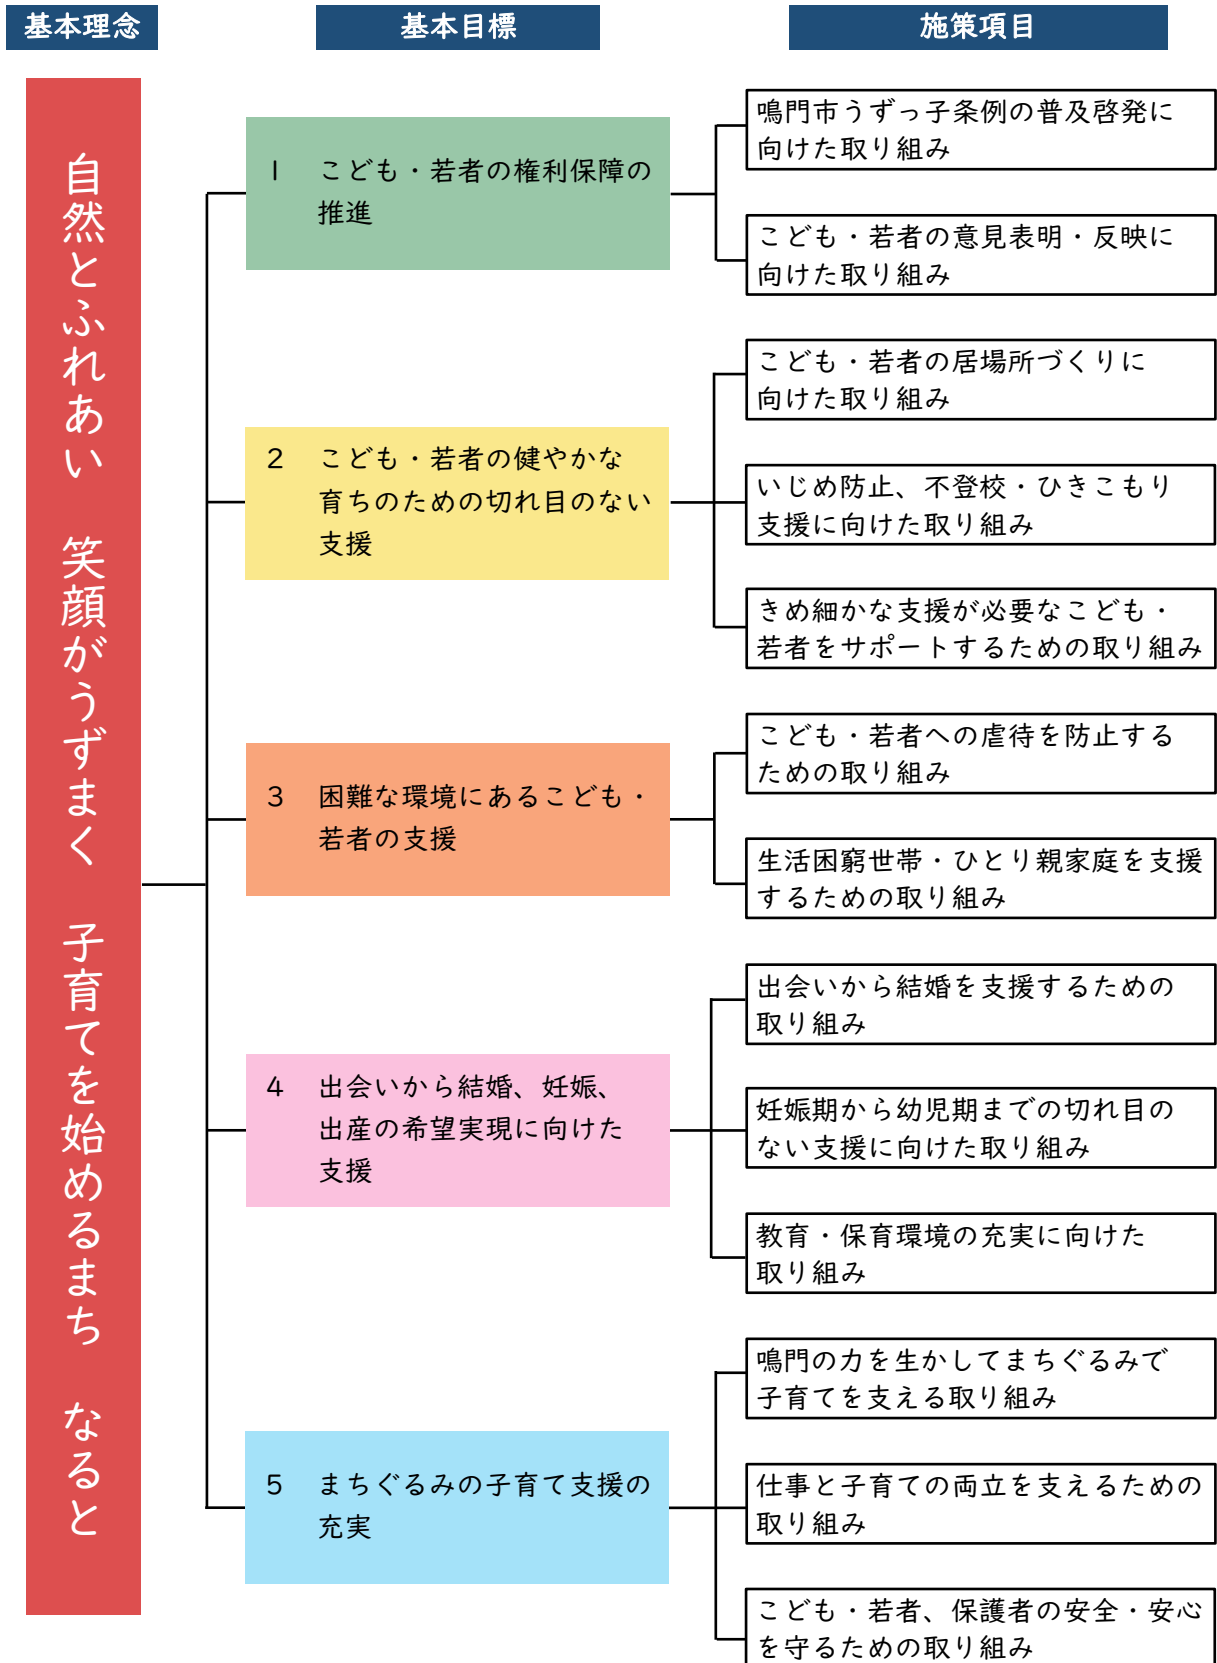 基本理念
基本目標
施策項目
自然とふれあい　笑顔がうずまく　子育てを始めるまち　なると
1　こども・若者の権利保障の
推進
鳴門市うずっ子条例の普及啓発に
向けた取り組み
こども・若者の意見表明・反映に
向けた取り組み
2　こども・若者の健やかな
育ちのための切れ目のない
支援
こども・若者の居場所づくりに
向けた取り組み
いじめ防止、不登校・ひきこもり
支援に向けた取り組み
きめ細かな支援が必要なこども・
若者をサポートするための取り組み
3　困難な環境にあるこども・
若者の支援
こども・若者への虐待を防止する
ための取り組み
生活困窮世帯・ひとり親家庭を支援
するための取り組み
4　出会いから結婚、妊娠、
出産の希望実現に向けた
支援
出会いから結婚を支援するための
取り組み
妊娠期から幼児期までの切れ目の
ない支援に向けた取り組み
教育・保育環境の充実に向けた
取り組み
5　まちぐるみの子育て支援の
充実
鳴門の力を生かしてまちぐるみで
子育てを支える取り組み
仕事と子育ての両立を支えるための
取り組み
こども・若者、保護者の安全・安心
を守るための取り組み